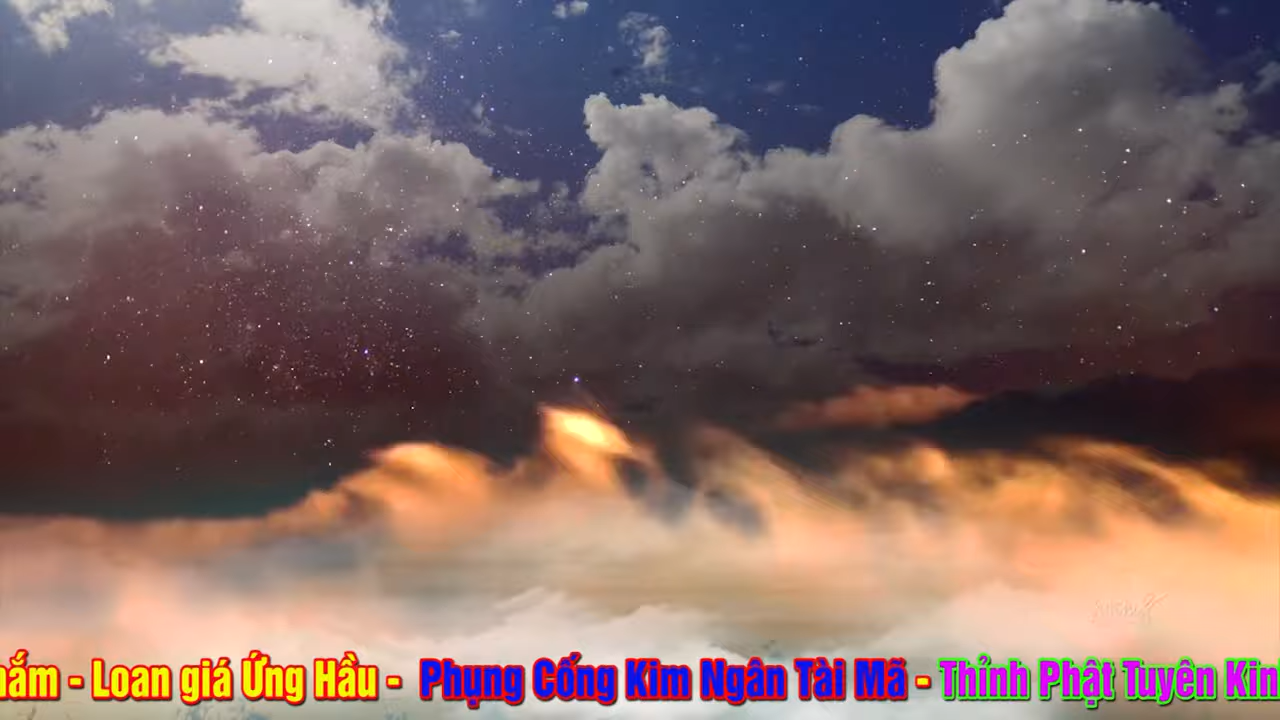 Loan giá Ứng Hầu - Phụng Cống Kim Ngân Tài Mã - Thỉnh Phật Tuyên